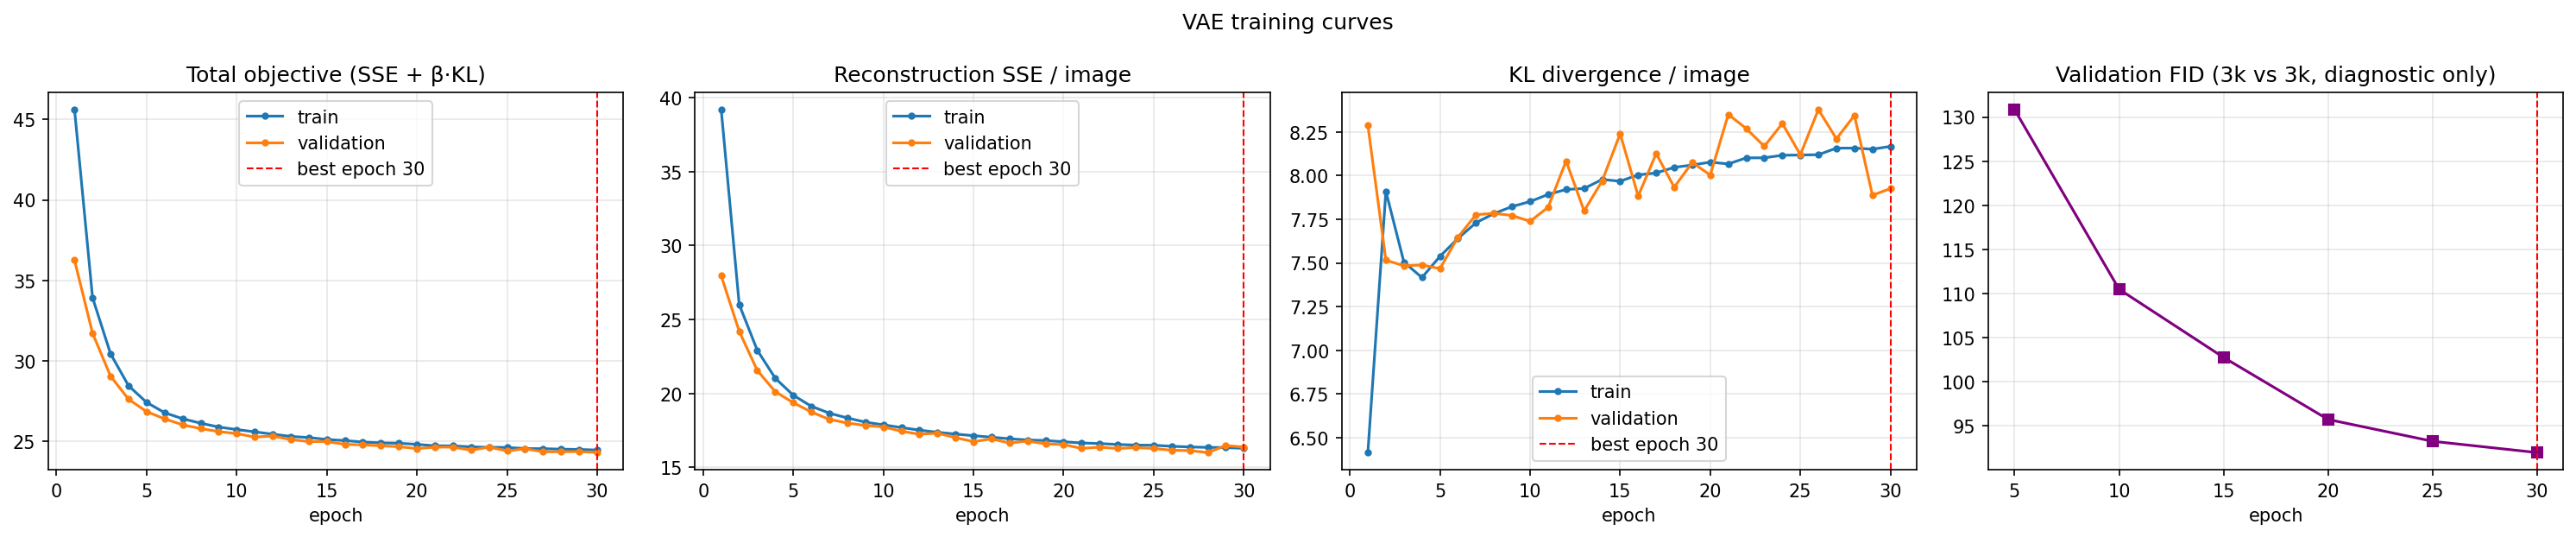 VAE training curves
Total objective (SSE + β·KL)
45
40
35
30
25
0 5 10 15 20 25 30
epoch
train
validation
best epoch 30
Reconstruction SSE / image
40
35
30
25
20
15
0 5 10 15 20 25 30
epoch
train
validation
best epoch 30
KL divergence / image
8.25
8.00
7.75
7.50
7.25
7.00
6.75
6.50
0 5 10 15 20 25 30
epoch
train
validation
best epoch 30
Validation FID (3k vs 3k, diagnostic only)
130
125
120
115
110
105
100
95
5 10 15 20 25 30
epoch